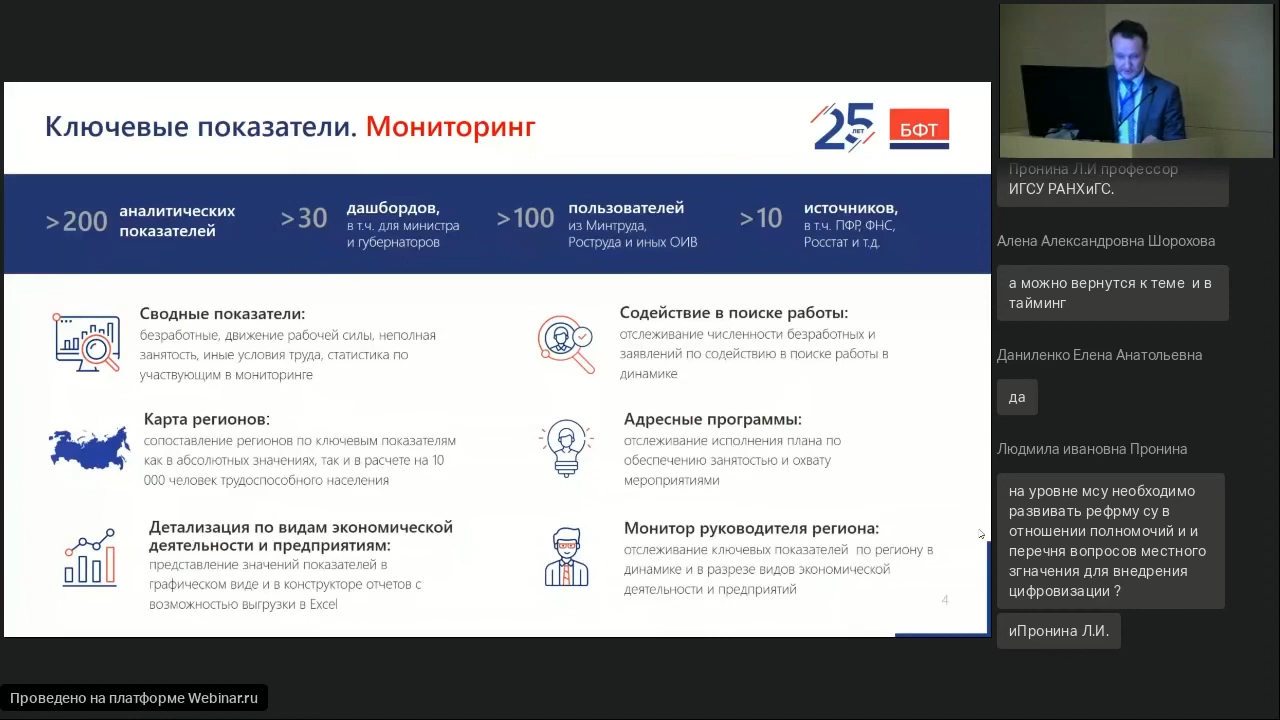 Ключевые показатели. Мониторинг
25 ЛЕТ
БФТ
>200 аналитических
показателей
>30 дашбордов,
в т.ч. для министра
и губернаторов
>100 пользователей
из Минтруда,
Роструда и иных ОИВ
>10 источников,
в т.ч. ПФР, ФНС,
Росстат и т.д.
Сводные показатели:
безработные, движение рабочей силы, неполная
занятость, иные условия труда, статистика по
участвующим в мониторинге
Содействие в поиске работы:
отслеживание численности безработных и
заявлений по содействию в поиске работы в
динамике
Карта регионов:
сопоставление регионов по ключевым показателям
как в абсолютных значениях, так и в расчете на 10
000 человек трудоспособного населения
Адресные программы:
отслеживание исполнения плана по
обеспечению занятостью и охвату
мероприятиями
Детализация по видам экономической
деятельности и предприятиям:
представление значений показателей в
графическом виде и в конструкторе отчетов с
возможностью выгрузки в Excel
Монитор руководителя региона:
отслеживание ключевых показателей по региону в
динамике и в разрезе видов экономической
деятельности и предприятий
4
Пронина Л.И профессор
ИГСУ РАНХиГС.
Алена Александровна Шорохова
а можно вернутся к теме и в
тайминг
Даниленко Елена Анатольевна
да
Людмила ивановна Пронина
на уровне мсу необходимо
развивать рефрму су в
отношении полномочий и и
перечня вопросов местного
згначения для внедрения
цифровизации ?
иПронина Л.И.
Проведено на платформе Webinar.ru